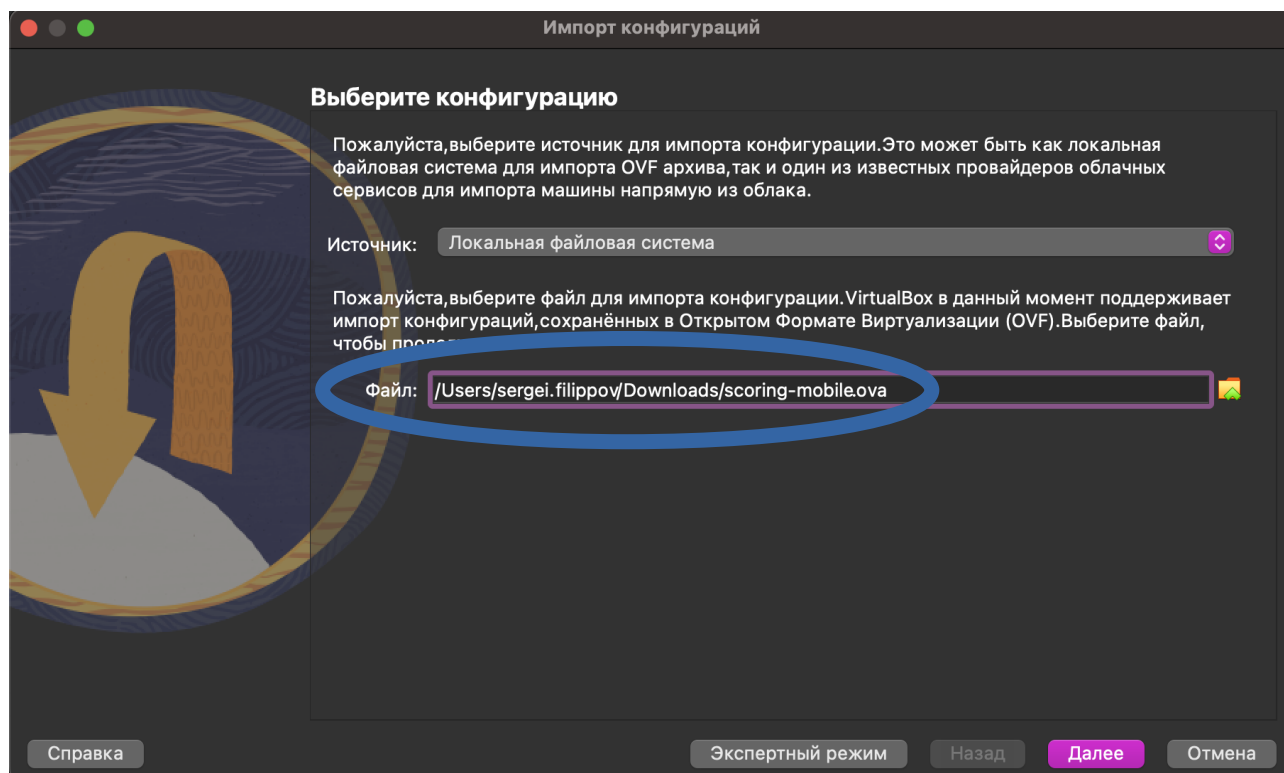 Импорт конфигураций
Выберите конфигурацию
Пожалуйста,выберите источник для импорта конфигурации.Это может быть как локальная
файловая система для импорта OVF архива,так и один из известных провайдеров облачных
сервисов для импорта машины напрямую из облака.
Источник: Локальная файловая система
Пожалуйста,выберите файл для импорта конфигурации.VirtualBox в данный момент поддерживает
импорт конфигураций,сохранённых в Открытом Формате Виртуализации (OVF).Выберите файл,
чтобы
Файл: /Users/sergei.filippov/Downloads/scoring-mobile.ova
Справка Экспертный режим Назад Далее Отмена